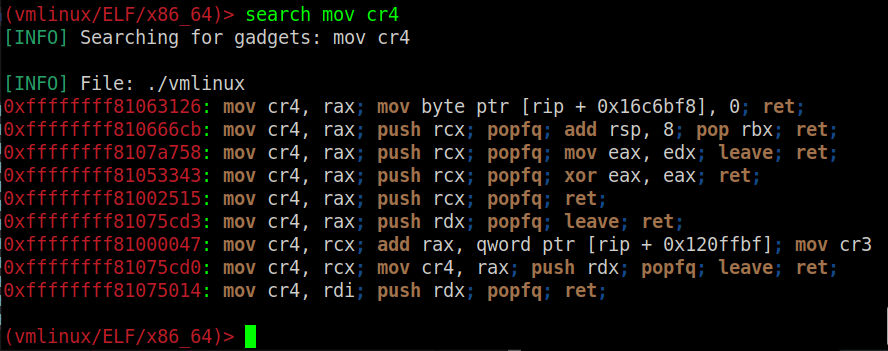 (vmlinux/ELF/x86_64)> search mov cr4
[INFO] Searching for gadgets: mov cr4
[INFO] File: ./vmlinux
0xffffffff81063126: mov cr4, rax; mov byte ptr [rip + 0x16c6bf8], 0; ret;
0xffffffff810666cb: mov cr4, rax; push rcx; popfq; add rsp, 8; pop rbx; ret;
0xffffffff8107a758: mov cr4, rax; push rcx; popfq; mov eax, edx; leave; ret;
0xffffffff81053343: mov cr4, rax; push rcx; popfq; xor eax, eax; ret;
0xffffffff81002515: mov cr4, rax; push rcx; popfq; ret;
0xffffffff81075cd3: mov cr4, rax; push rdx; popfq; leave; ret;
0xffffffff81000047: mov cr4, rcx; add rax, qword ptr [rip + 0x120ffbf]; mov cr3
0xffffffff81075cd0: mov cr4, rcx; mov cr4, rax; push rdx; popfq; leave; ret;
0xffffffff81075014: mov cr4, rdi; push rdx; popfq; ret;
(vmlinux/ELF/x86_64)>